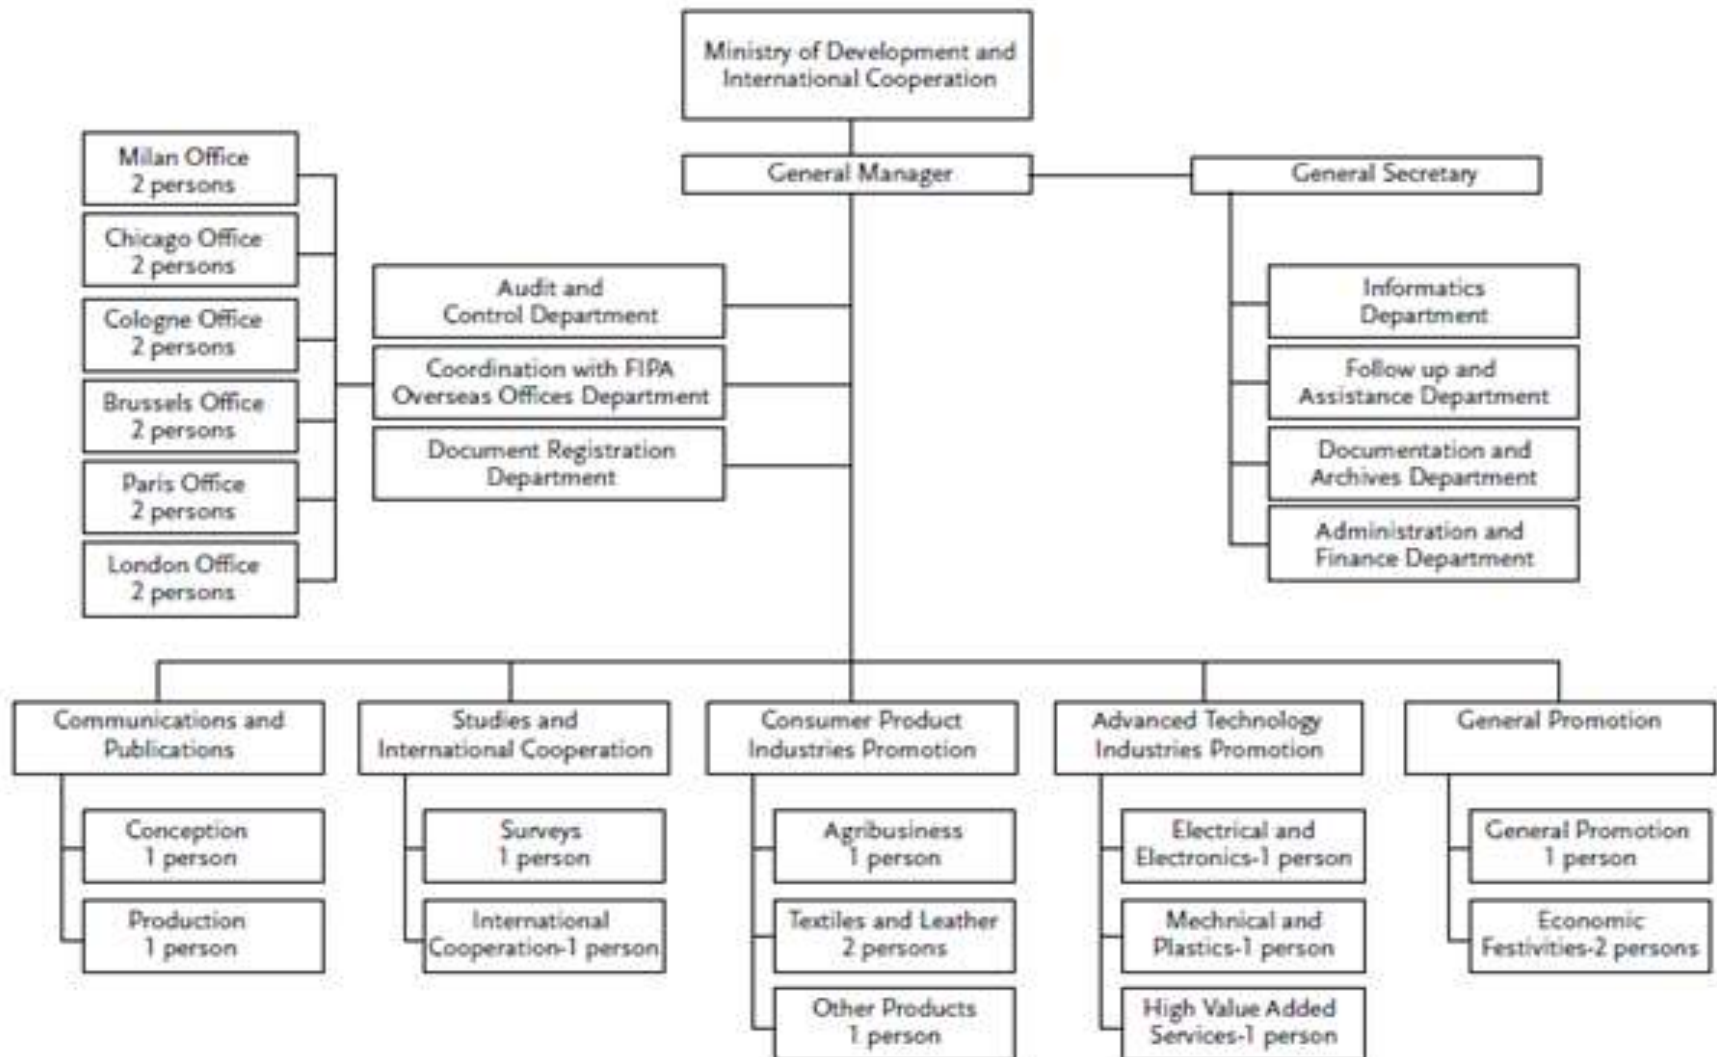 Ministry of Development and
International Cooperation
General Manager
General Secretary
Milan Office
2 persons
Chicago Office
2 persons
Cologne Office
2 persons
Brussels Office
2 persons
Paris Office
2 persons
London Office
2 persons
Audit and
Control Department
Coordination with FIPA
Overseas Offices Department
Document Registration
Department
Informatics
Department
Follow up and
Assistance Department
Documentation and
Archives Department
Administration and
Finance Department
Communications and
Publications
Conception
1 person
Production
1 person
Studies and
International Cooperation
Surveys
1 person
International
Cooperation-1 person
Consumer Product
Industries Promotion
Agribusiness
1 person
Textiles and Leather
2 persons
Other Products
1 person
Advanced Technology
Industries Promotion
Electrical and
Electronics-1 person
Mechnical and
Plastics-1 person
High Value Added
Services-1 person
General Promotion
General Promotion
1 person
Economic
Festivities-2 persons